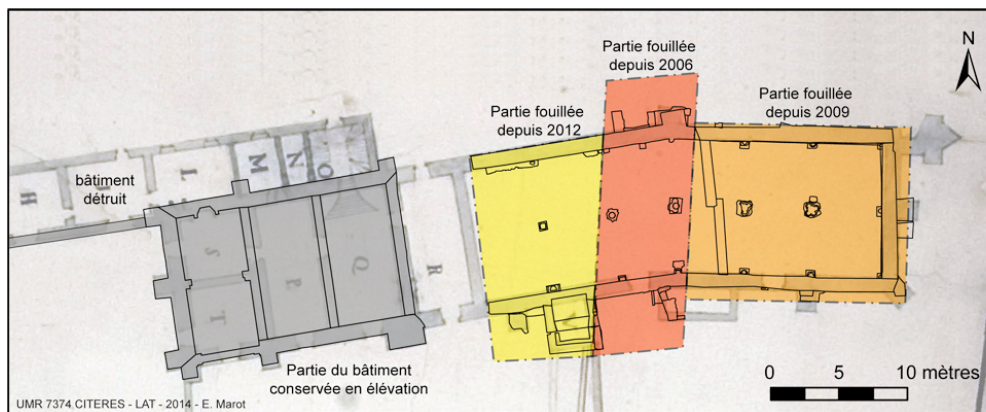 Partie fouillée
depuis 2006
N
Partie fouillée
depuis 2012
Partie fouillée
depuis 2009
bâtiment
détruit
H
L
M
N
O
S
T
P
Q
R
V
Partie du bâtiment
conservée en élévation
0 5 10 mètres
UMR 7374 CITERES - LAT - 2014 - E. Marot